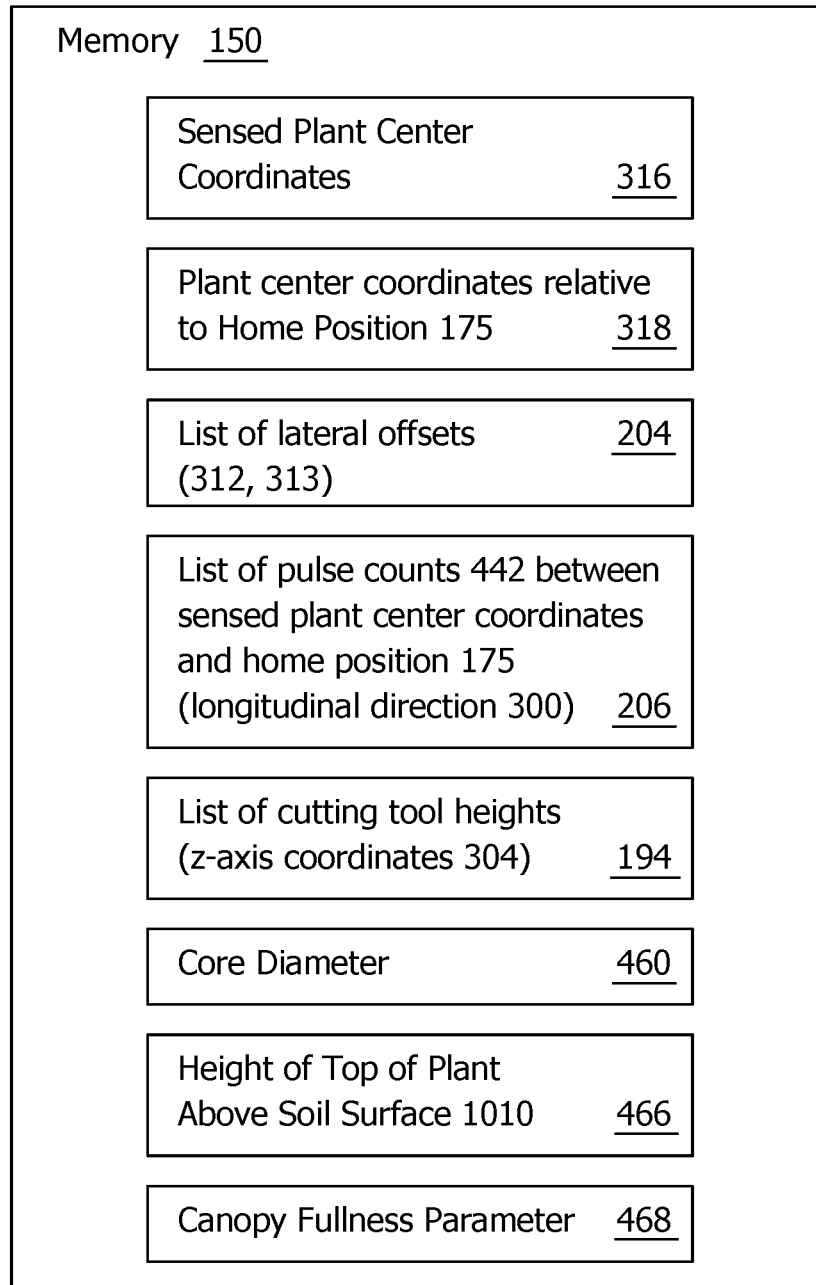 Memory 150
Sensed Plant Center
Coordinates 316
Plant center coordinates relative
to Home Position 175 318
List of lateral offsets 204
(312, 313)
List of pulse counts 442 between
sensed plant center coordinates
and home position 175
(longitudinal direction 300) 206
List of cutting tool heights
(z-axis coordinates 304) 194
Core Diameter 460
Height of Top of Plant
Above Soil Surface 1010 466
Canopy Fullness Parameter 468